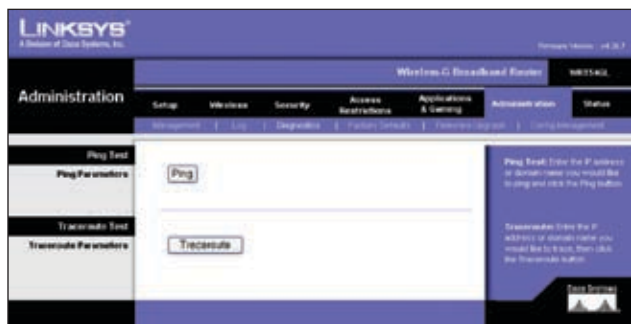 LINKSYS®
A Division of Cisco Systems, Inc.
Firmware Version
Wireless-G Broadband Router WRT54GL
Administration
Setup Wireless Security Access Restrictions Applications & Gaming Administration Status
Management | Log | Diagnostics | Factory Defaults | Firmware Upgrade | Config Management
Ping Test
Ping Parameters
Ping
Ping Test: Enter the IP address
or domain name you would like
to ping and click the Ping button.
Traceroute Test
Traceroute Parameters
Traceroute
Traceroute: Enter the IP
address or domain name you
would like to trace, then click
the Traceroute button.
Cisco Systems